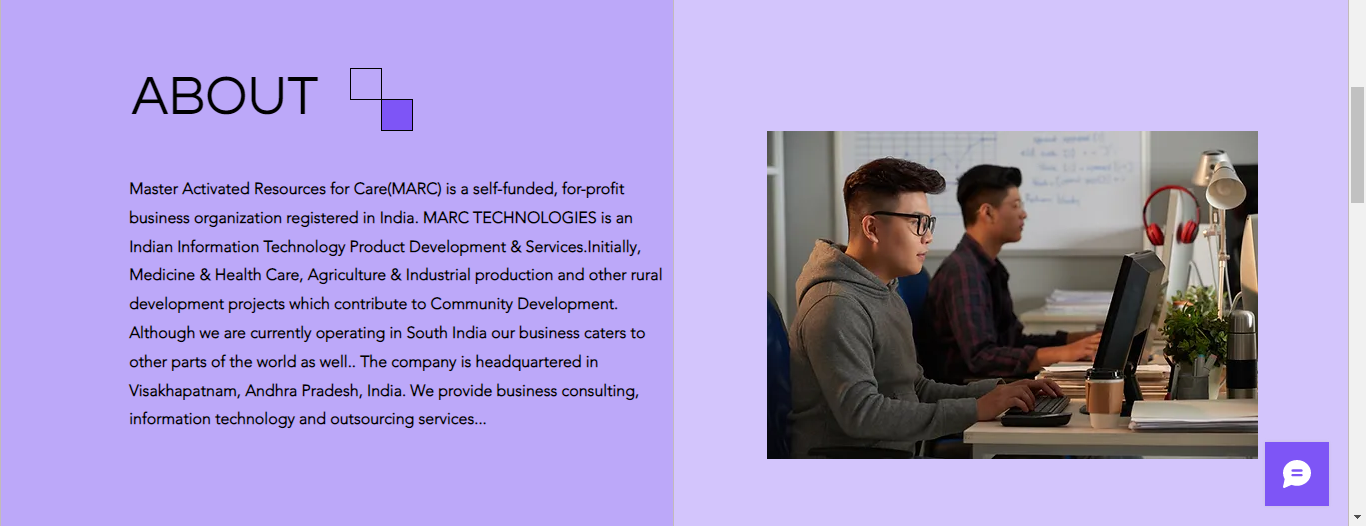 ABOUT
Master Activated Resources for Care(MARC) is a self-funded, for-profit
business organization registered in India. MARC TECHNOLOGIES is an
Indian Information Technology Product Development & Services.Initially,
Medicine & Health Care, Agriculture & Industrial production and other rural
development projects which contribute to Community Development.
Although we are currently operating in South India our business caters to
other parts of the world as well.. The company is headquartered in
Visakhapatnam, Andhra Pradesh, India. We provide business consulting,
information technology and outsourcing services...